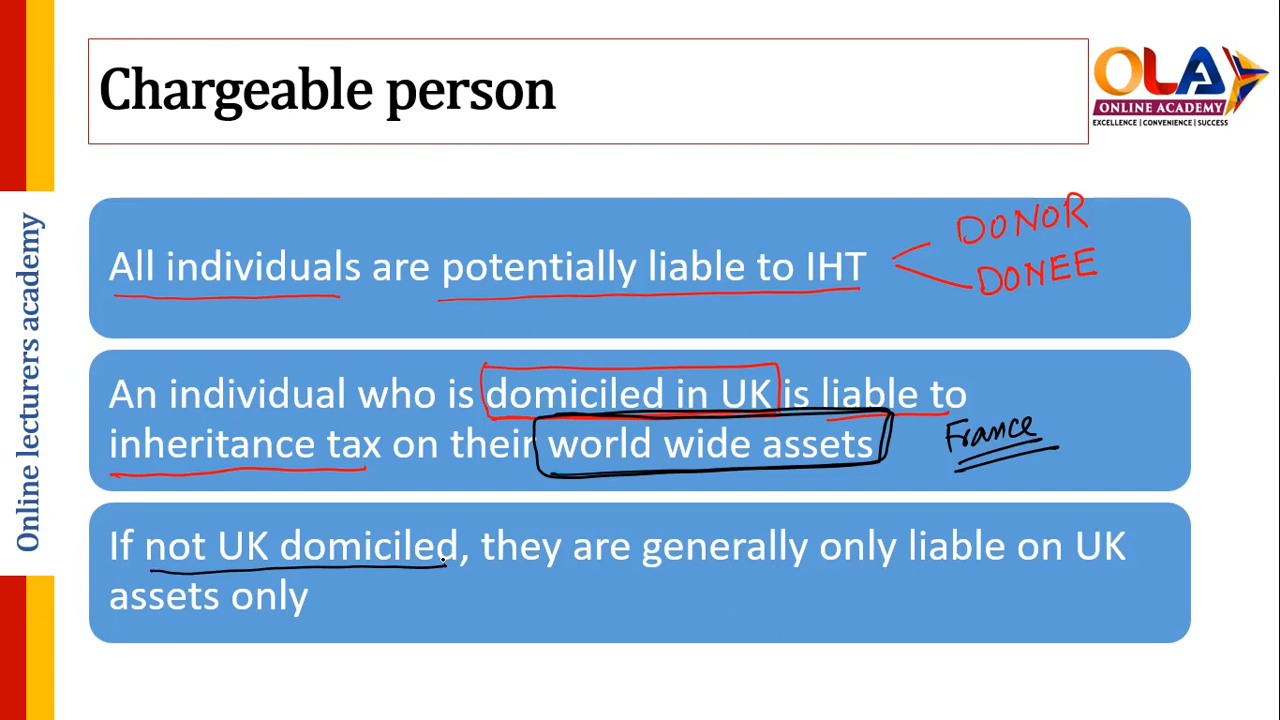 Chargeable person
OLA
ONLINE ACADEMY
EXCELLENCE | CONVENIENCE | SUCCESS
Online lecturers academy
All individuals are potentially liable to IHT
DONOR
DONEE
An individual who is domiciled in UK is liable to
inheritance tax on their world wide assets
France
If not UK domiciled, they are generally only liable on UK
assets only